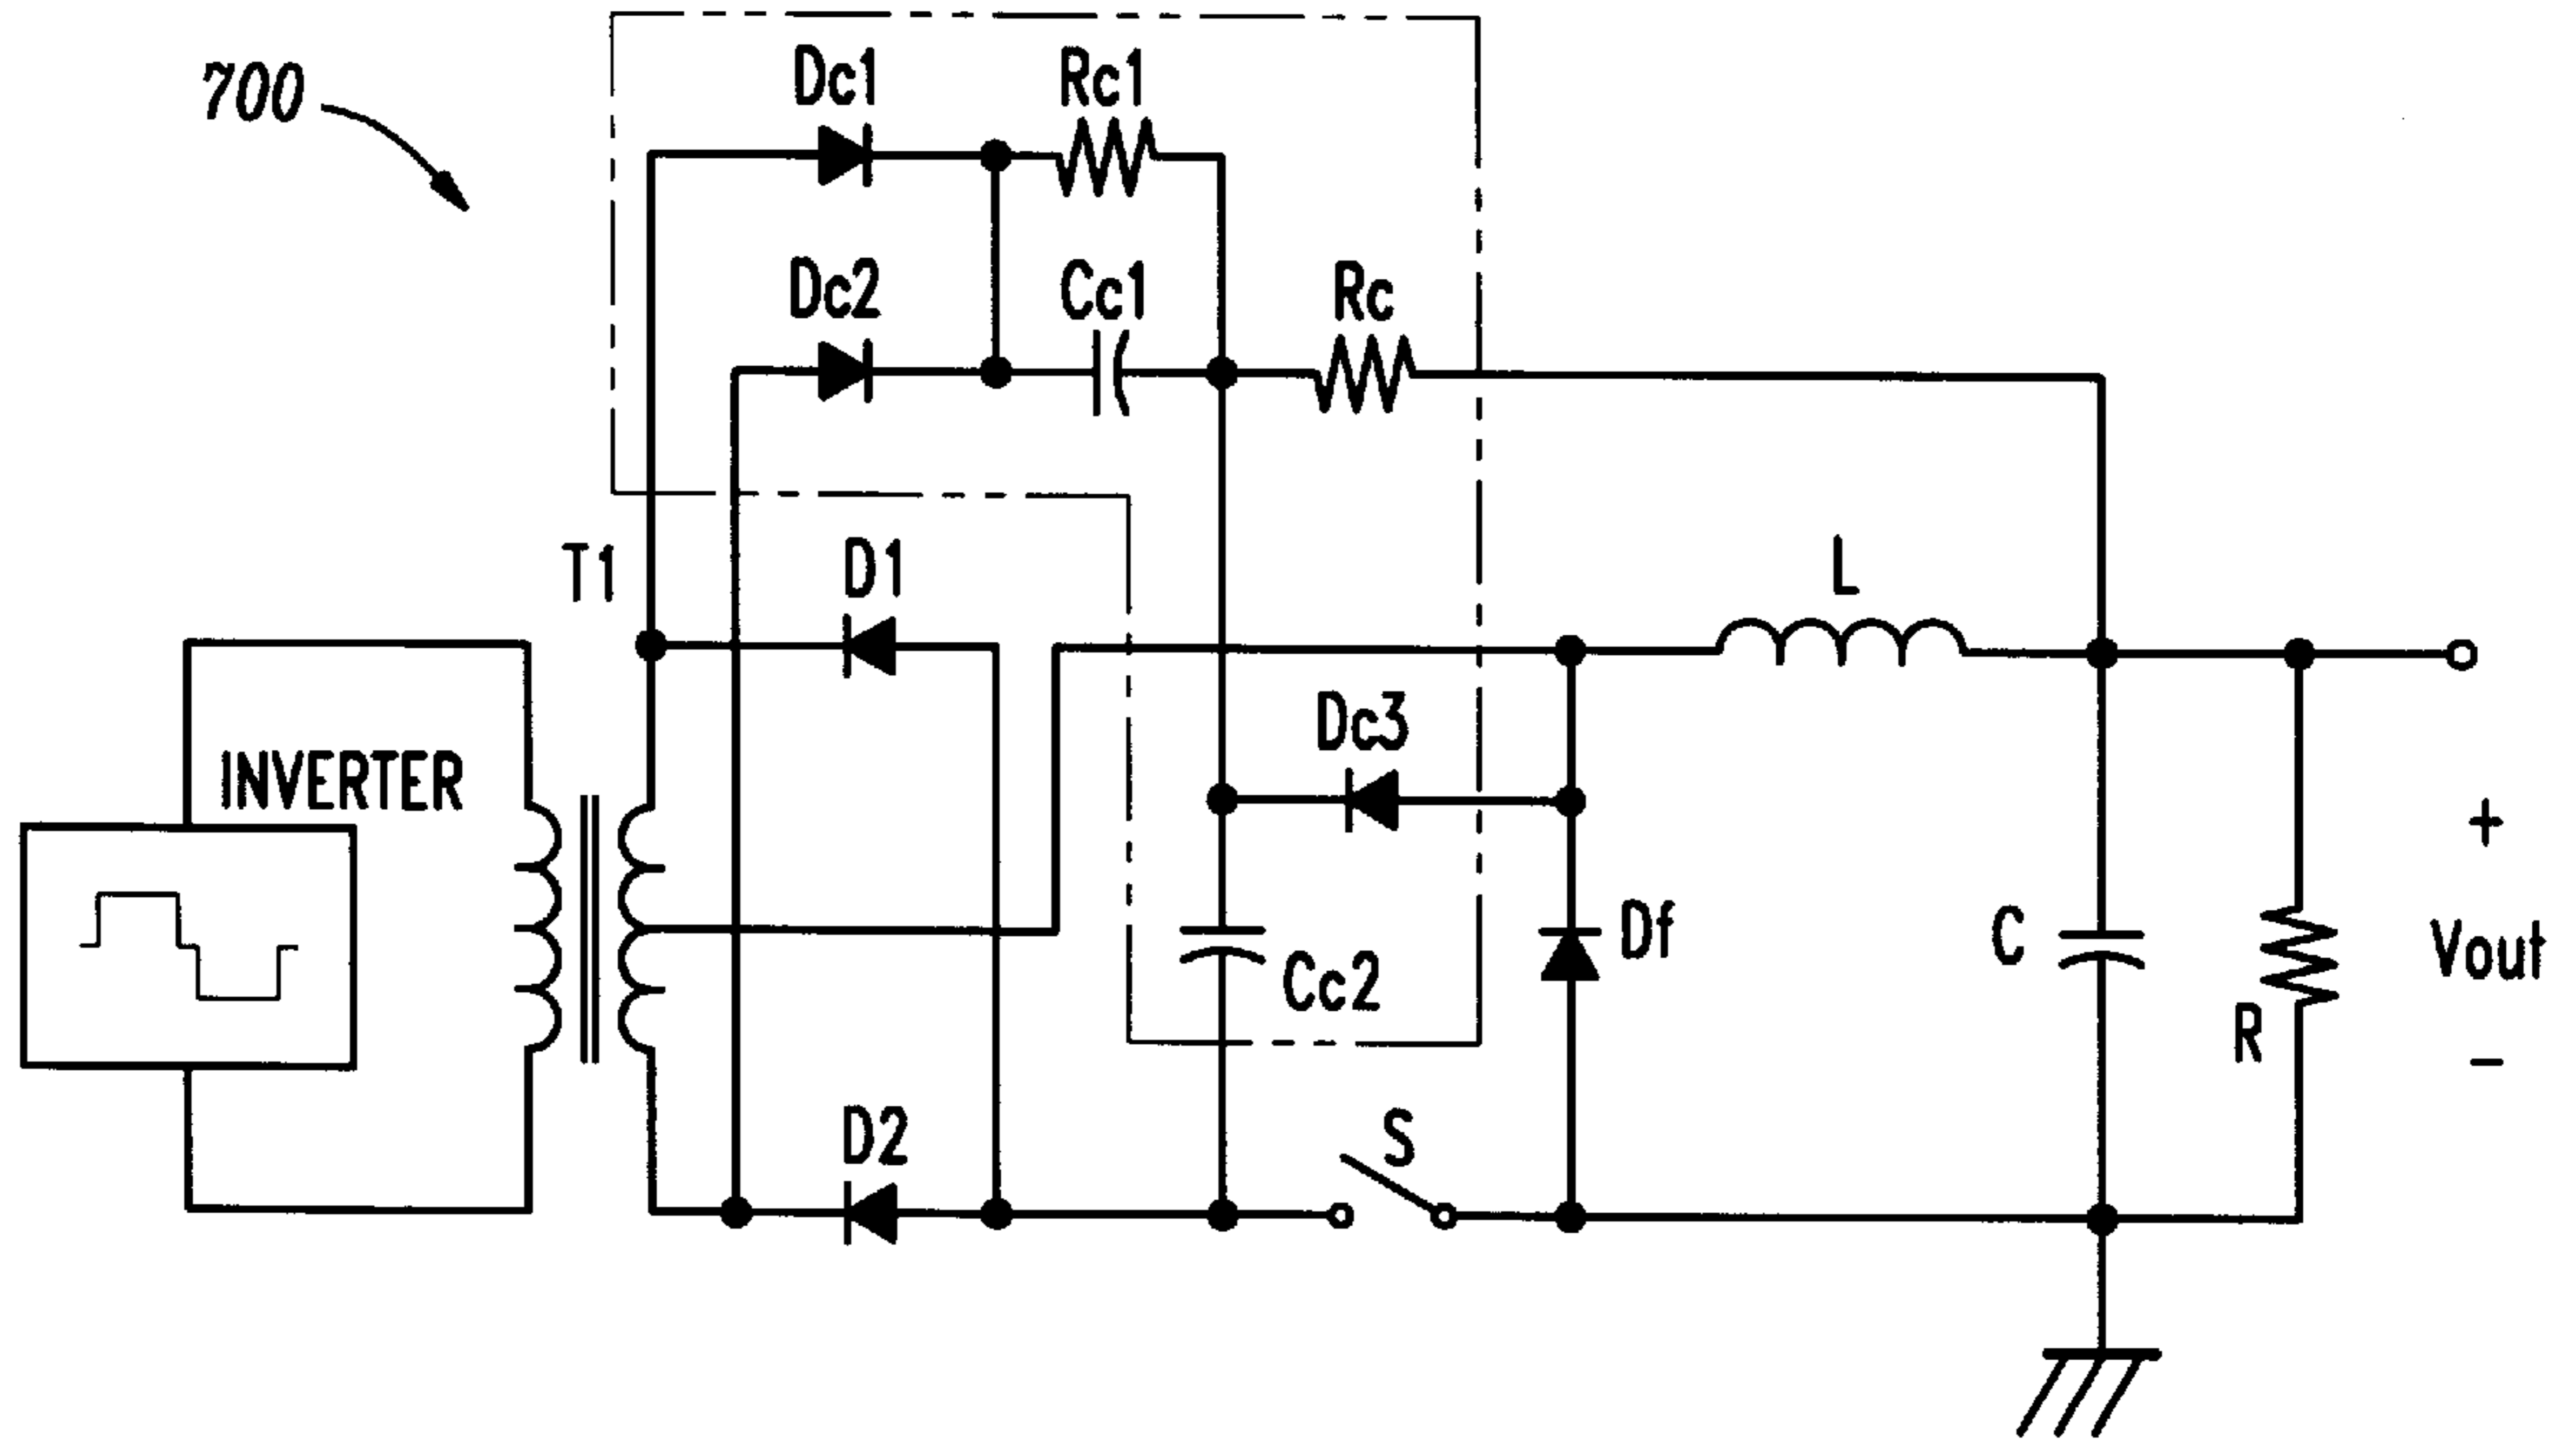 700
Dc1
Rc1
Dc2
Cc1
Rc
T1
D1
L
INVERTER
Dc3
+
Df
C
Vout
Cc2
R
−
D2
S